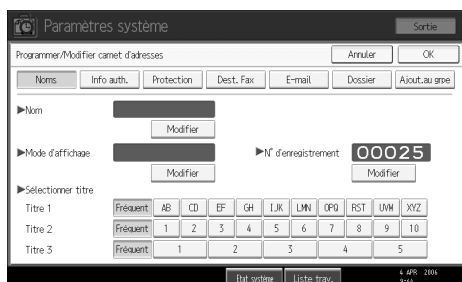 Paramètres système
Sortie
Programmer/Modifier carnet d'adresses
Annuler
OK
Noms
Info auth.
Protection
Dest. Fax
E-mail
Dossier
Ajout.au grpe
►Nom
Modifier
►Mode d'affichage
►N° d'enregistrement
00025
Modifier
Modifier
►Sélectionner titre
Titre 1 Fréquent AB CD EF GH IJK LMN OPQ RST UVW XYZ
Titre 2 Fréquent 1 2 3 4 5 6 7 8 9 10
Titre 3 Fréquent 1 2 3 4 5
Etat système
Liste trav.
4 APR 2006